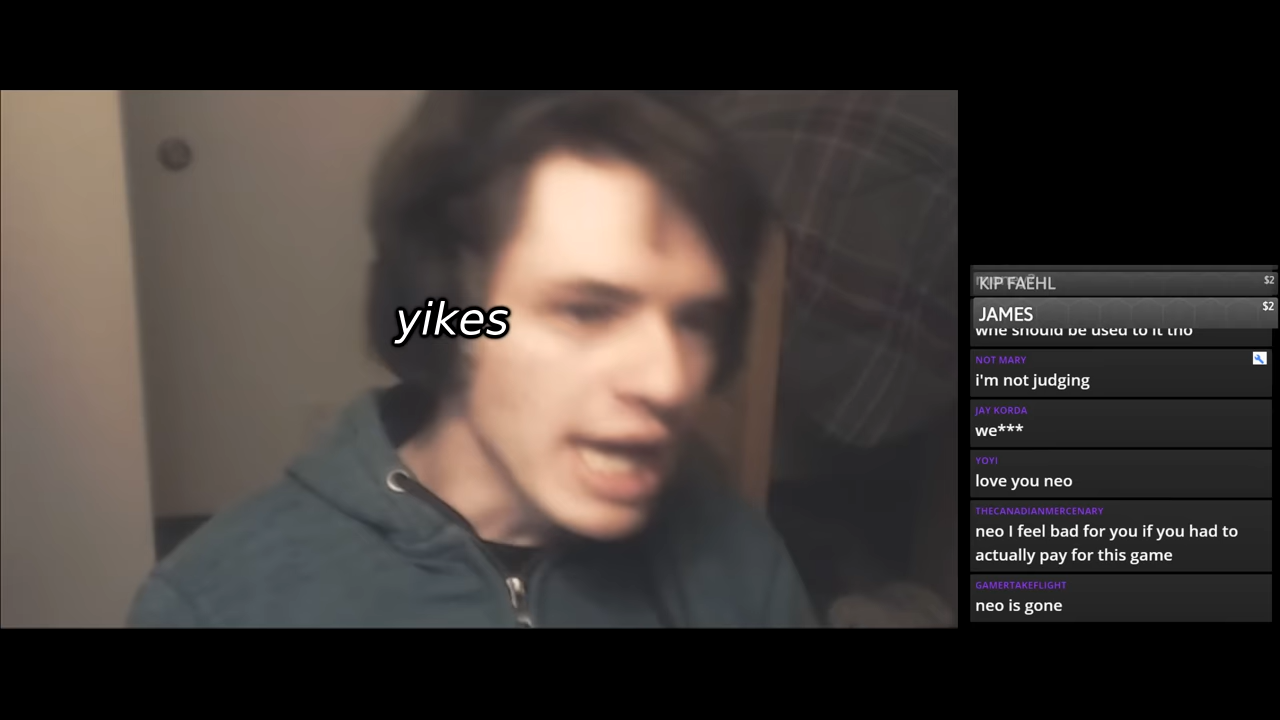 yikes
KIP FAEHL
$2
JAMES
$2
whe should be used to it tho
NOT MARY
i'm not judging
JAY KORDA
we***
YOYI
love you neo
THECANADIANMERCENARY
neo I feel bad for you if you had to
actually pay for this game
GAMERTAKEFLIGHT
neo is gone